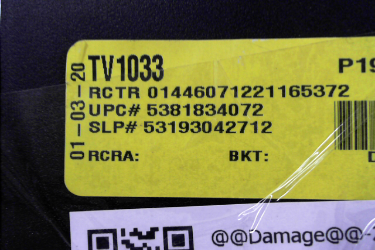 01-03-20
TV1033
P19
RCTR 01446071221165372
UPC# 5381834072
SLP# 53193042712
RCRA: BKT: D
@@Damage@@-